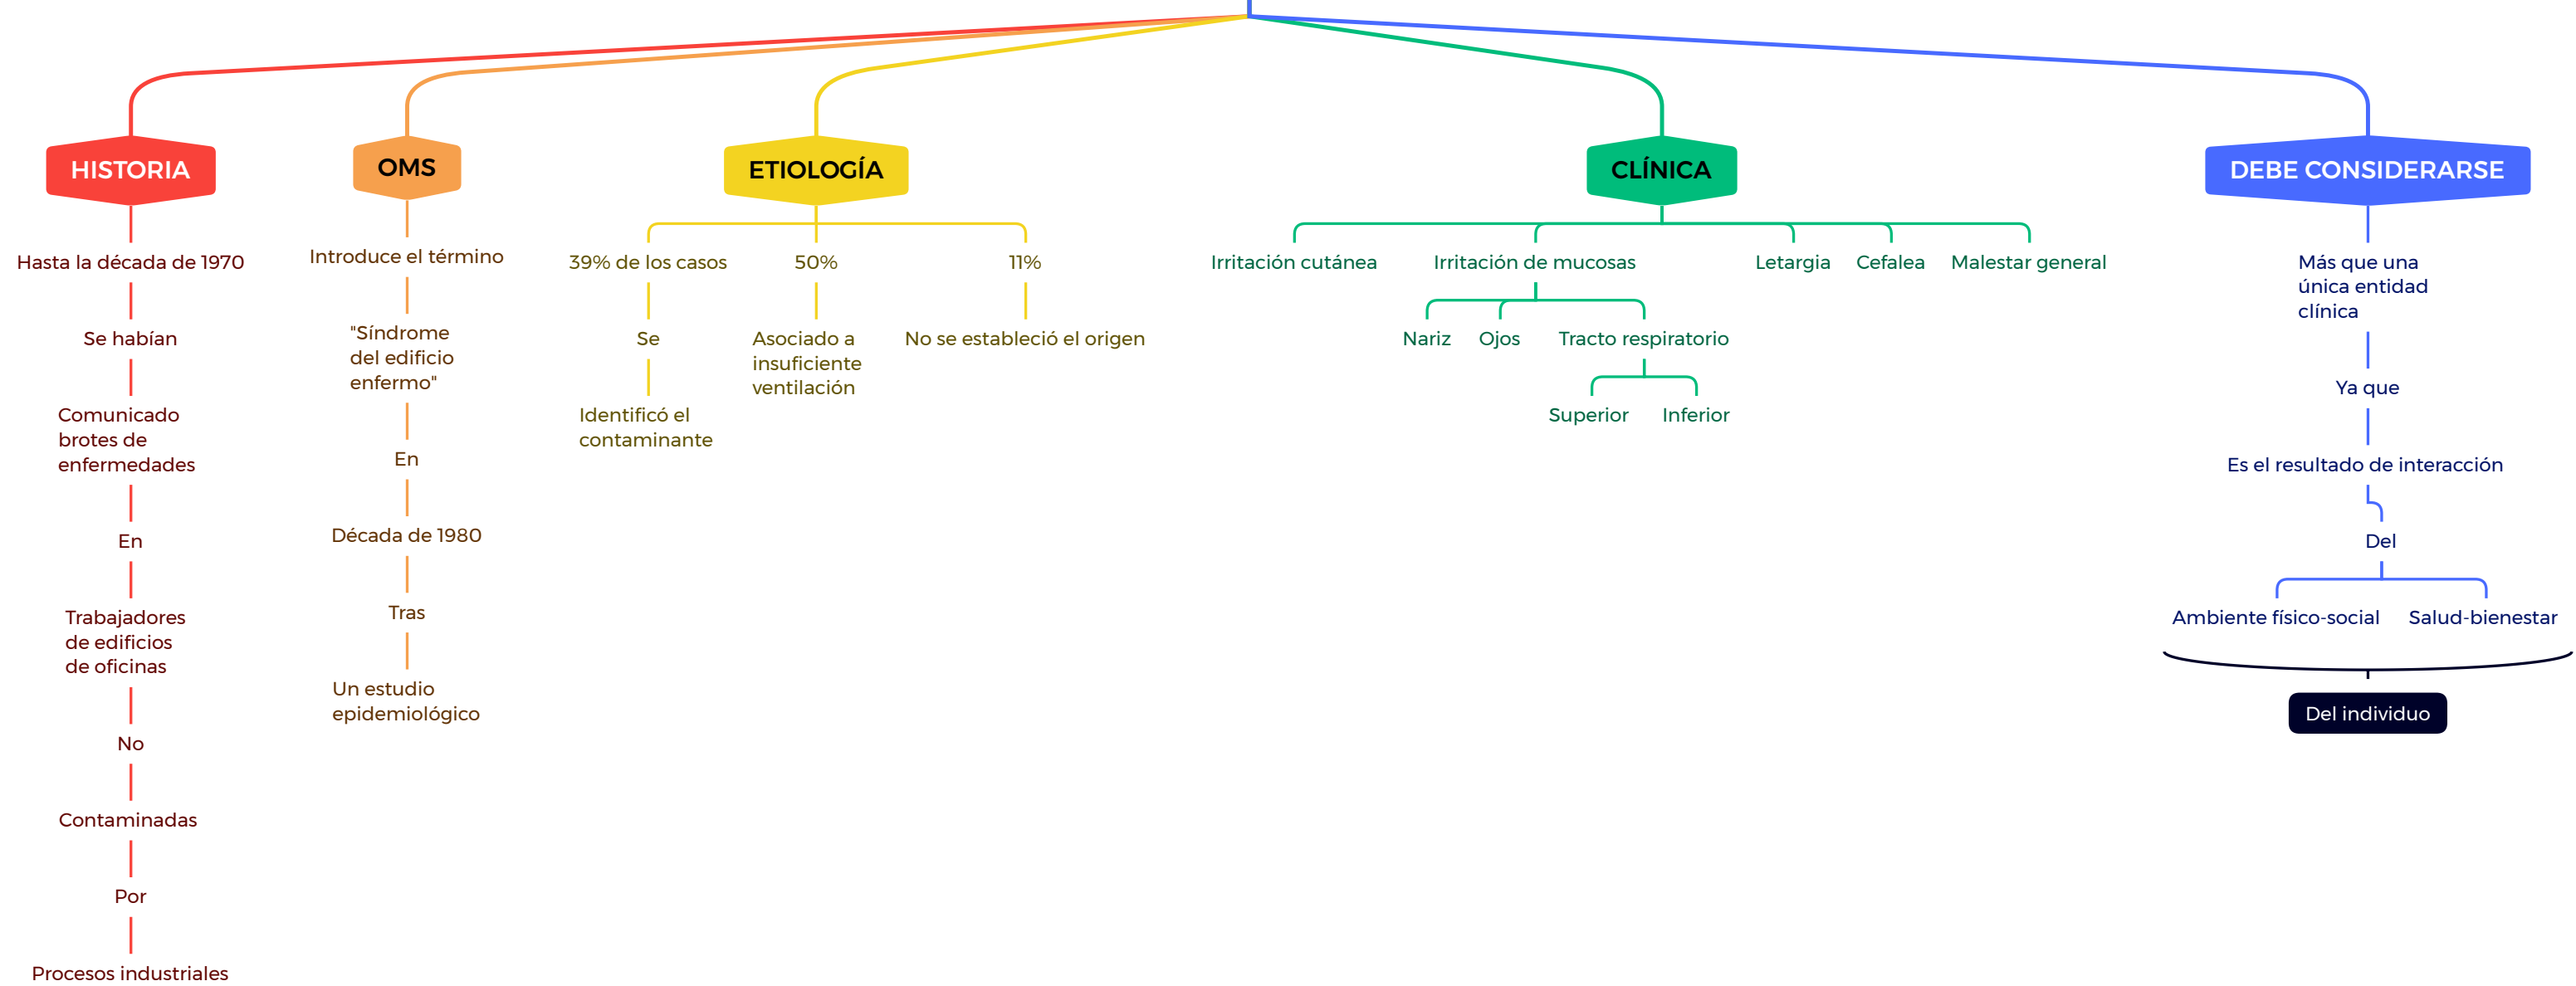 HISTORIA
Hasta la década de 1970
Se habían
Comunicado
brotes de
enfermedades
En
Trabajadores
de edificios
de oficinas
No
Contaminadas
Por
Procesos industriales
OMS
Introduce el término
"Síndrome
del edificio
enfermo"
En
Década de 1980
Tras
Un estudio
epidemiológico
ETIOLOGÍA
39% de los casos
Se
Identificó el
contaminante
50%
Asociado a
insuficiente
ventilación
11%
No se estableció el origen
CLÍNICA
Irritación cutánea
Irritación de mucosas
Nariz
Ojos
Tracto respiratorio
Superior
Inferior
Letargia
Cefalea
Malestar general
DEBE CONSIDERARSE
Más que una
única entidad
clínica
Ya que
Es el resultado de interacción
Del
Ambiente físico-social
Salud-bienestar
Del individuo